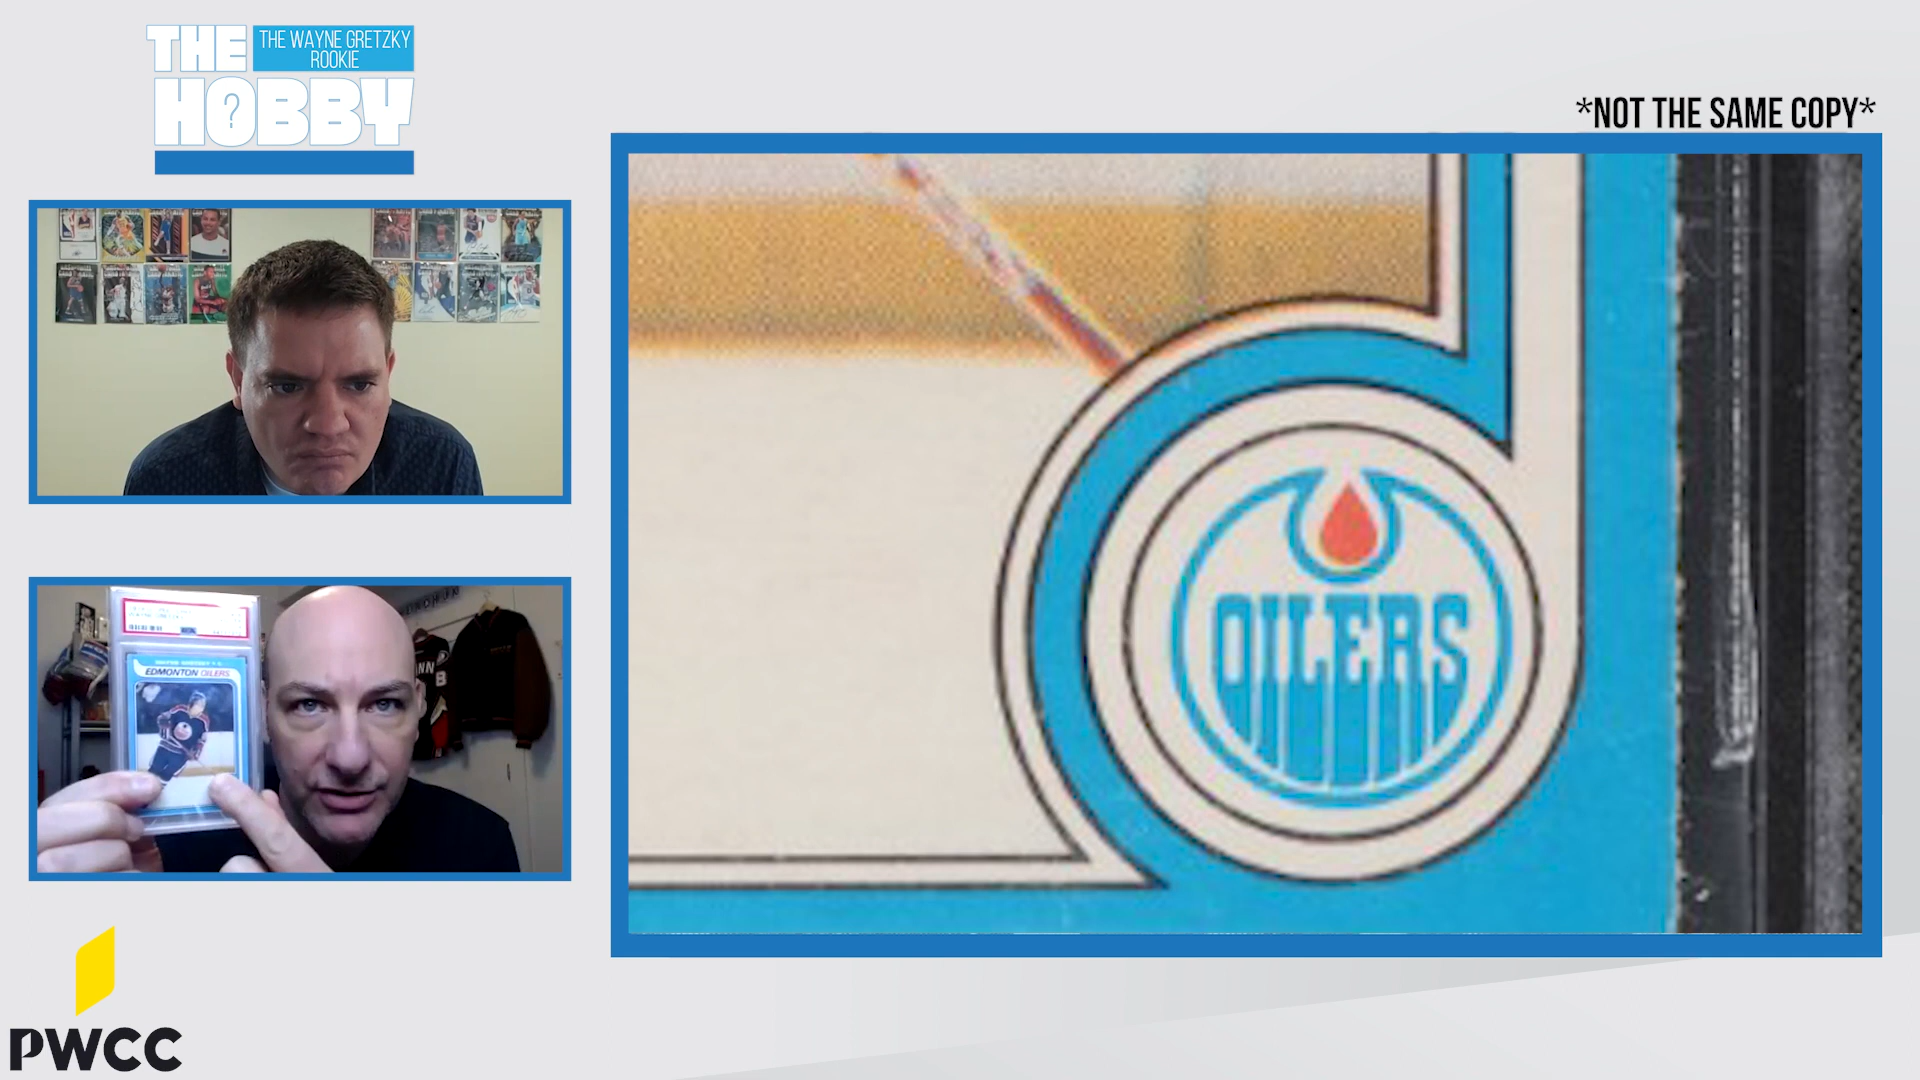 THE
THE WAYNE GRETZKY
ROOKIE
HOBBY
*NOT THE SAME COPY*
OILERS
EDMONTON OILERS
PWCC